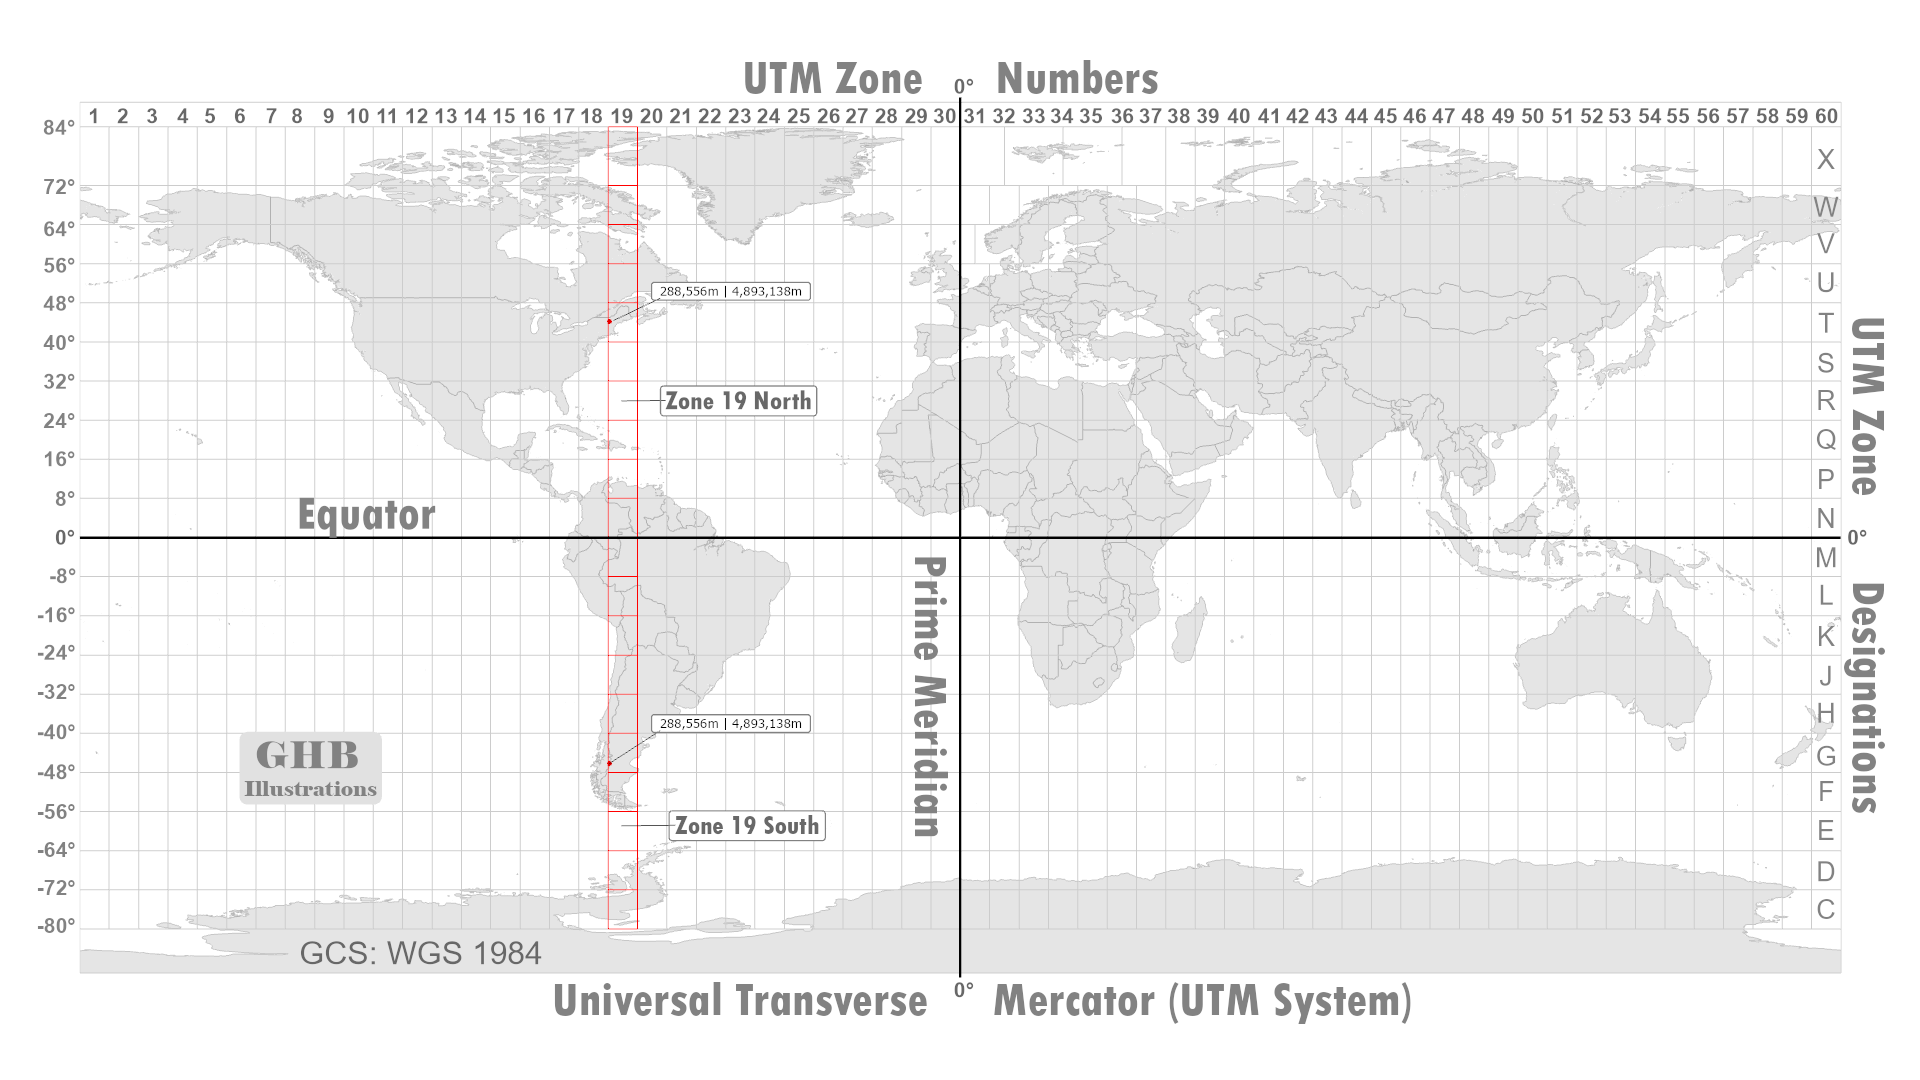 UTM Zone 0° Numbers
1 2 3 4 5 6 7 8 9 10 11 12 13 14 15 16 17 18 19 20 21 22 23 24 25 26 27 28 29 30 31 32 33 34 35 36 37 38 39 40 41 42 43 44 45 46 47 48 49 50 51 52 53 54 55 56 57 58 59 60
84°
X
72°
W
64°
V
56°
U
288,556m | 4,893,138m
48°
T
40°
S
32°
R
Zone 19 North
24°
Q
16°
P
8°
N
Equator
0° 0°
M
-8°
L
-16°
K
-24°
J
-32°
H
288,556m | 4,893,138m
-40°
G
-48°
F
-56°
E
Zone 19 South
-64°
D
-72°
C
-80°
UTM Zone
Designations
Prime Meridian
GHB
Illustrations
GCS: WGS 1984
Universal Transverse 0° Mercator (UTM System)